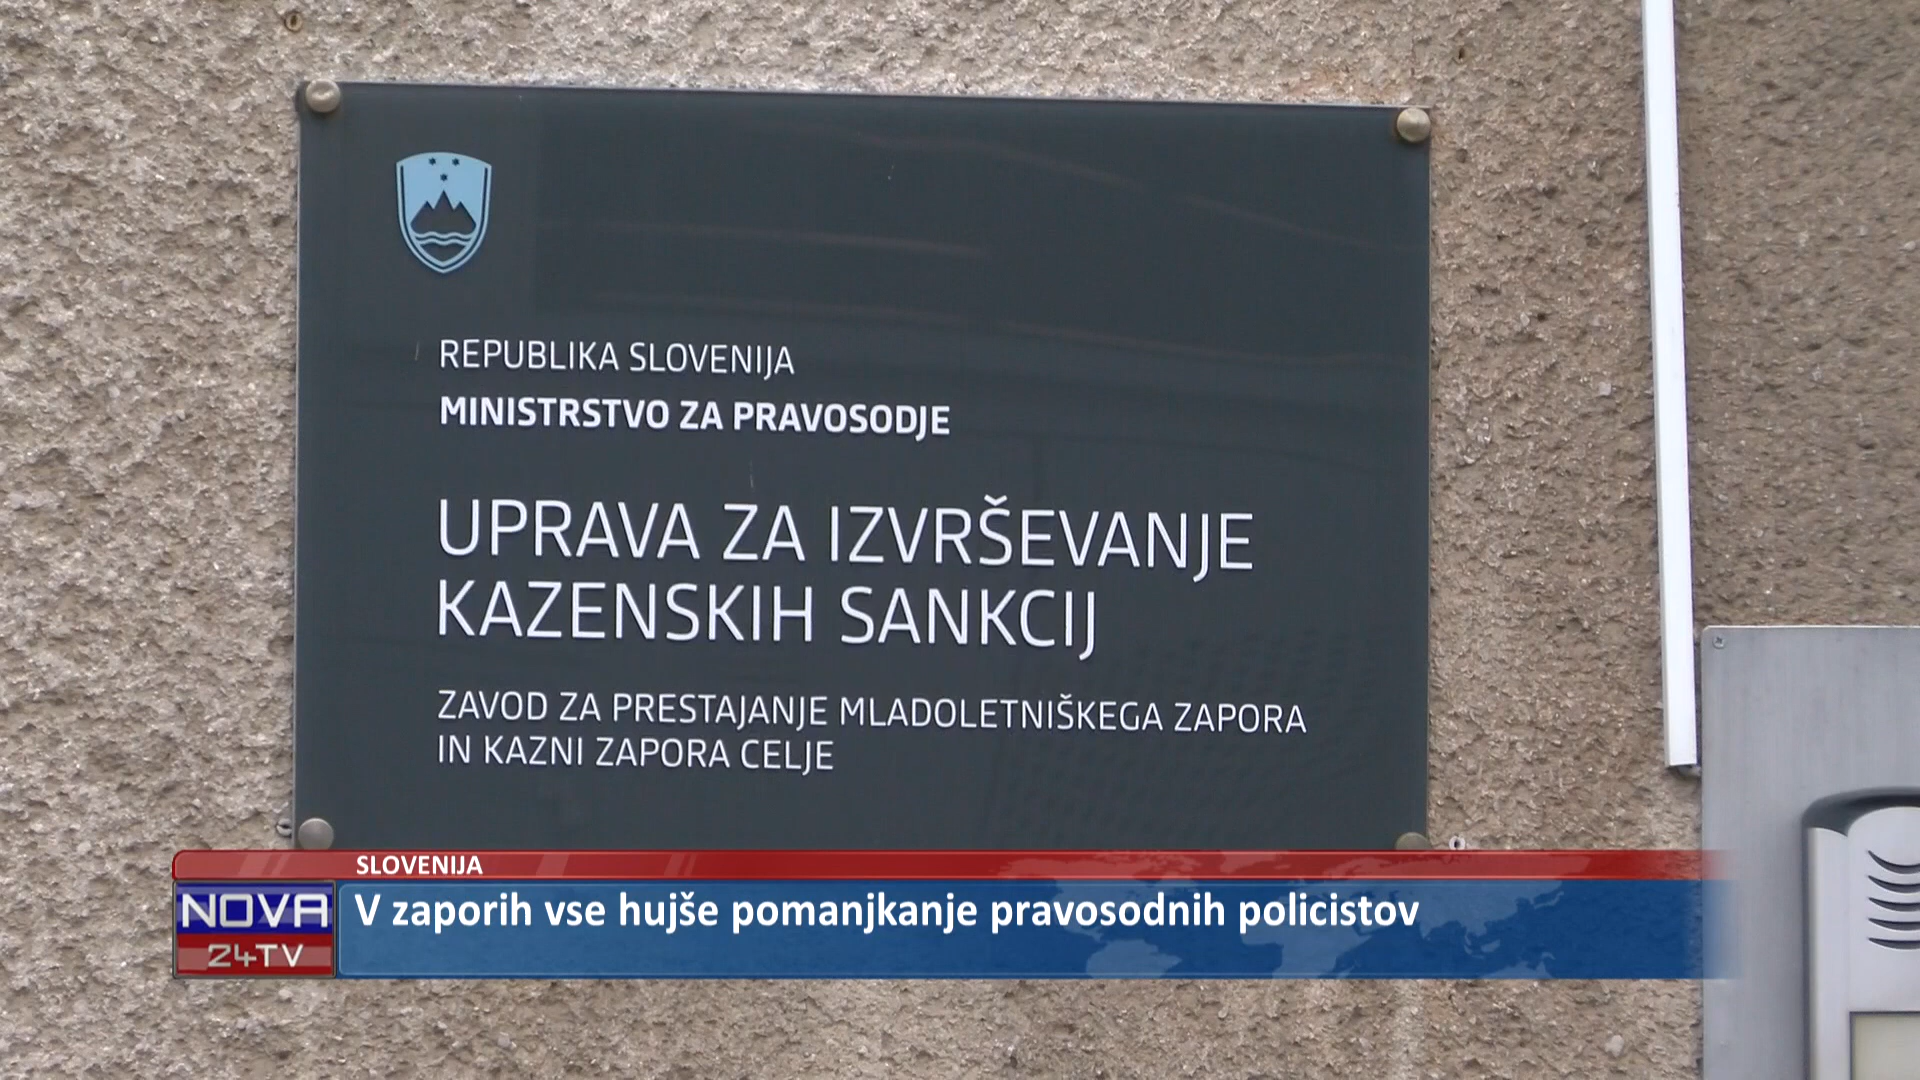 REPUBLIKA SLOVENIJA
MINISTRSTVO ZA PRAVOSODJE
UPRAVA ZA IZVRŠEVANJE
KAZENSKIH SANKCIJ
ZAVOD ZA PRESTAJANJE MLADOLETNIŠKEGA ZAPORA
IN KAZNI ZAPORA CELJE
SLOVENIJA
NOVA
24TV
V zaporih vse hujše pomanjkanje pravosodnih policistov